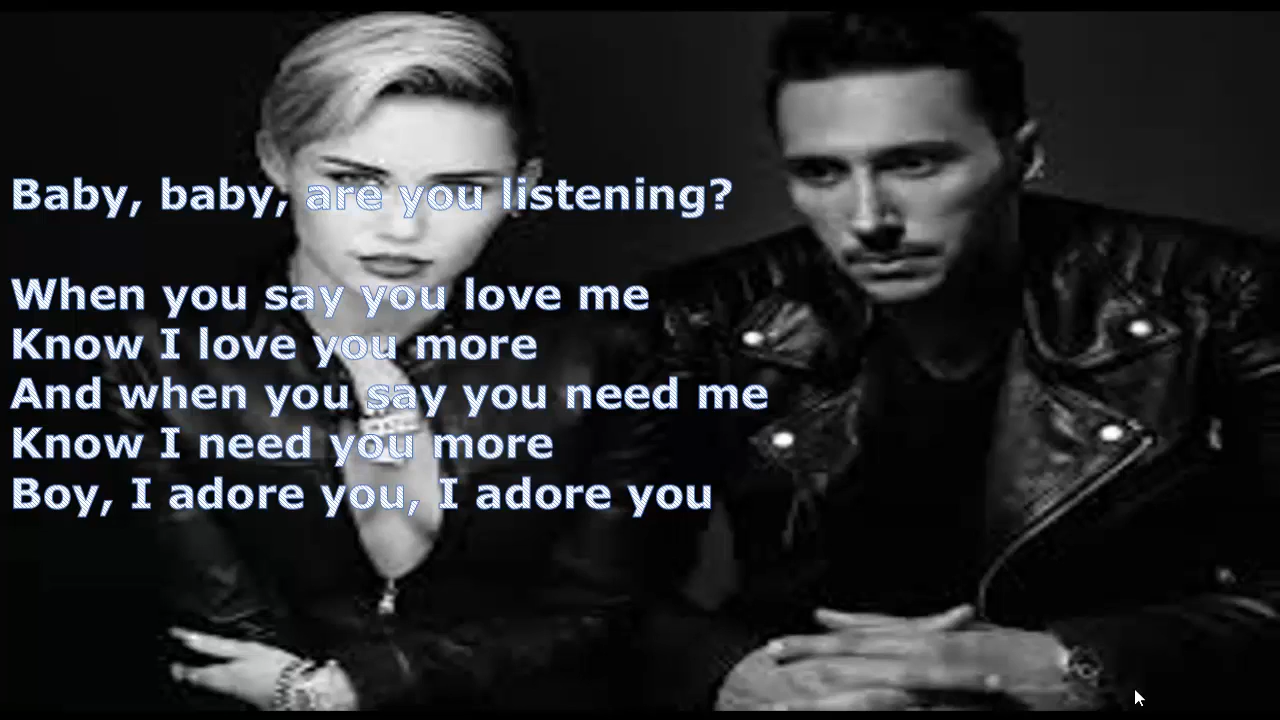 Baby, baby, are you listening?
When you say you love me
Know I love you more
And when you say you need me
Know I need you more
Boy, I adore you, I adore you